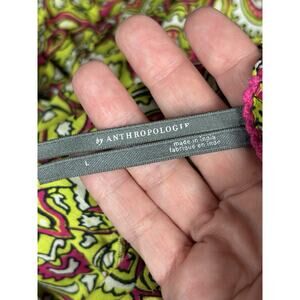 by ANTHROPOLOGIE
L
made in India
fabriqué en Inde